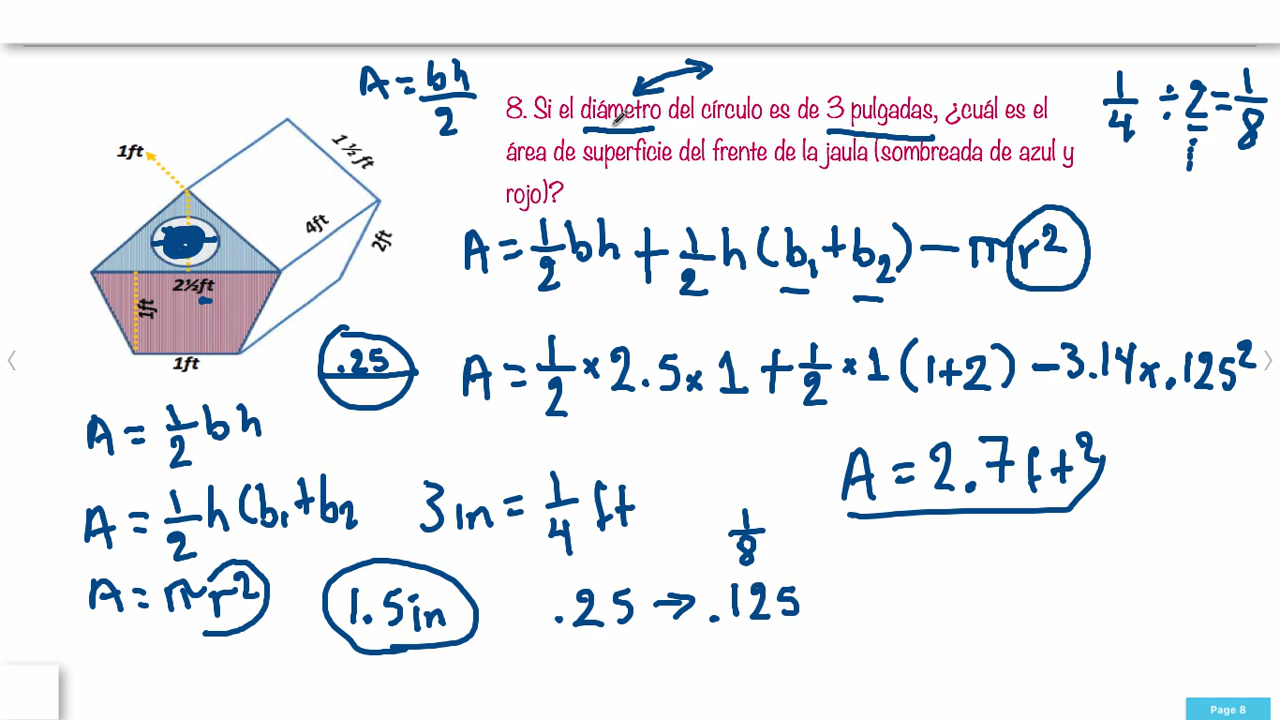 A = bh/2
8. Si el diámetro del círculo es de 3 pulgadas, ¿cuál es el
área de superficie del frente de la jaula (sombreada de azul y
rojo)?
1/4 ÷ 2 = 1/8
1
1ft
1 ½ ft
4ft
2ft
2½ft
1ft
1ft
A = 1/2 bh + 1/2 h (b₁ + b₂) − π r²
.25
A = 1/2 × 2.5 × 1 + 1/2 × 1 (1+2) − 3.14 × .125²
A = 1/2 bh
A = 2.7 ft²
A = 1/2 h (b₁ + b₂
3 in = 1/4 ft
1/8
A = π r²
1.5 in
.25 → .125
Page 8